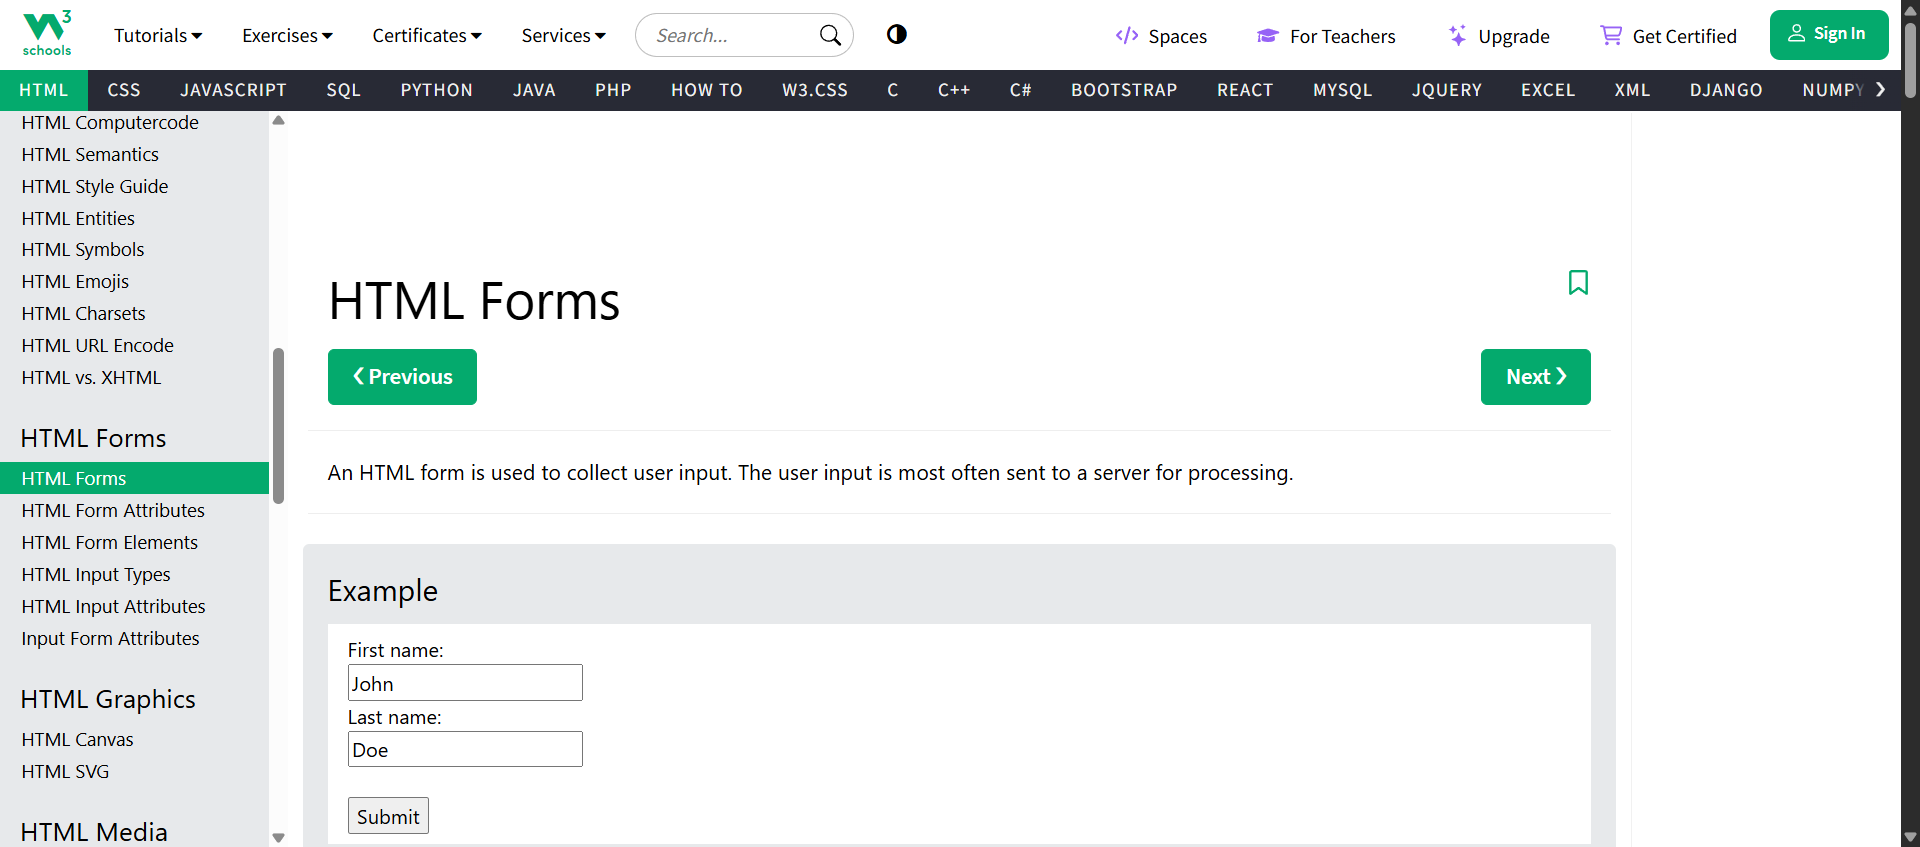 3
schools
Tutorials
Exercises
Certificates
Services
Search...
Spaces
For Teachers
Upgrade
Get Certified
Sign In
HTML CSS JAVASCRIPT SQL PYTHON JAVA PHP HOW TO W3.CSS C C++ C# BOOTSTRAP REACT MYSQL JQUERY EXCEL XML DJANGO NUMPY
HTML Computercode
HTML Semantics
HTML Style Guide
HTML Entities
HTML Symbols
HTML Emojis
HTML Charsets
HTML URL Encode
HTML vs. XHTML
HTML Forms
HTML Forms
HTML Form Attributes
HTML Form Elements
HTML Input Types
HTML Input Attributes
Input Form Attributes
HTML Graphics
HTML Canvas
HTML SVG
HTML Media
HTML Forms
❮ Previous
Next ❯
An HTML form is used to collect user input. The user input is most often sent to a server for processing.
Example
First name:
John
Last name:
Doe
Submit